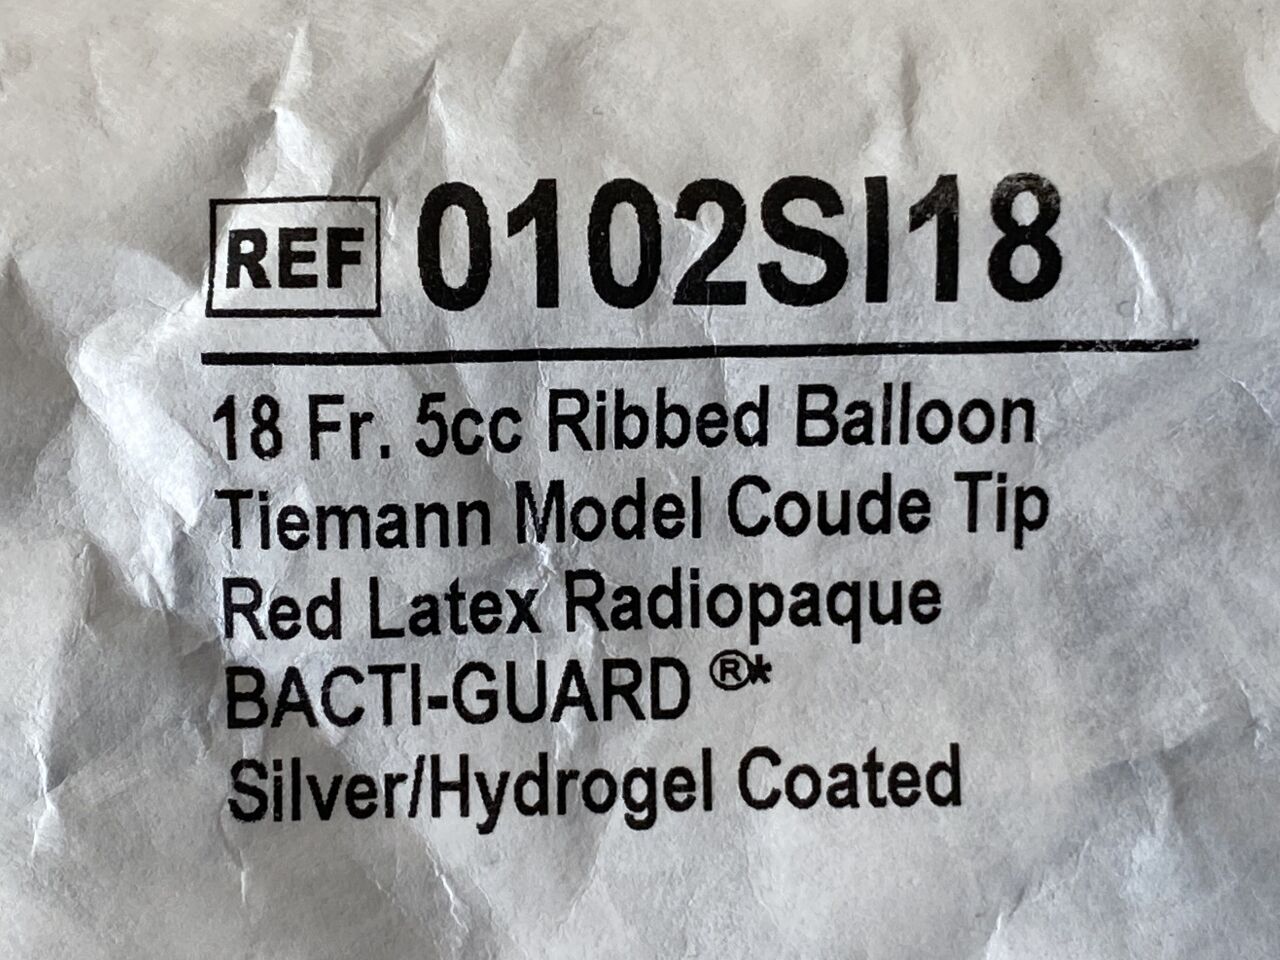 REF 0102SI18
18 Fr. 5cc Ribbed Balloon
Tiemann Model Coude Tip
Red Latex Radiopaque
BACTI-GUARD ®*
Silver/Hydrogel Coated